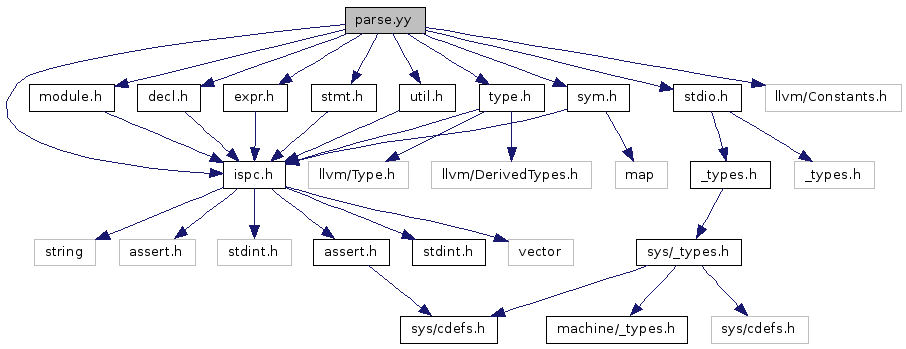 parse.yy
module.h
decl.h
expr.h
stmt.h
util.h
type.h
sym.h
stdio.h
llvm/Constants.h
ispc.h
llvm/Type.h
llvm/DerivedTypes.h
map
_types.h
_types.h
string
assert.h
stdint.h
assert.h
stdint.h
vector
sys/_types.h
sys/cdefs.h
machine/_types.h
sys/cdefs.h